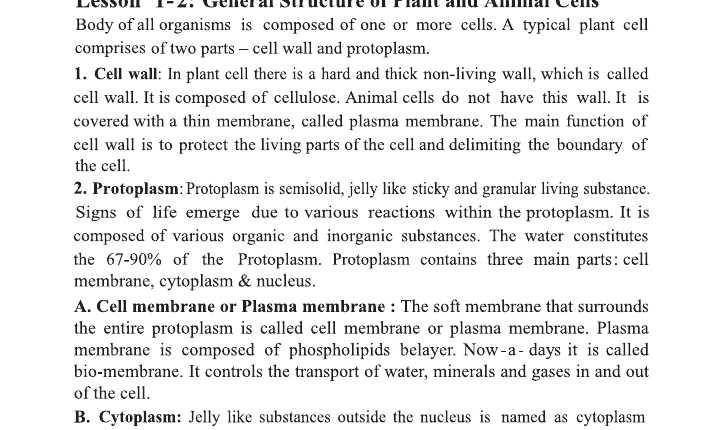 Lesson 1-2: General Structure of Plant and Animal Cells
Body of all organisms is composed of one or more cells. A typical plant cell
comprises of two parts – cell wall and protoplasm.
1. Cell wall: In plant cell there is a hard and thick non-living wall, which is called
cell wall. It is composed of cellulose. Animal cells do not have this wall. It is
covered with a thin membrane, called plasma membrane. The main function of
cell wall is to protect the living parts of the cell and delimiting the boundary of
the cell.
2. Protoplasm: Protoplasm is semisolid, jelly like sticky and granular living substance.
Signs of life emerge due to various reactions within the protoplasm. It is
composed of various organic and inorganic substances. The water constitutes
the 67-90% of the Protoplasm. Protoplasm contains three main parts: cell
membrane, cytoplasm & nucleus.
A. Cell membrane or Plasma membrane : The soft membrane that surrounds
the entire protoplasm is called cell membrane or plasma membrane. Plasma
membrane is composed of phospholipids belayer. Now-a- days it is called
bio-membrane. It controls the transport of water, minerals and gases in and out
of the cell.
B. Cytoplasm: Jelly like substances outside the nucleus is named as cytoplasm